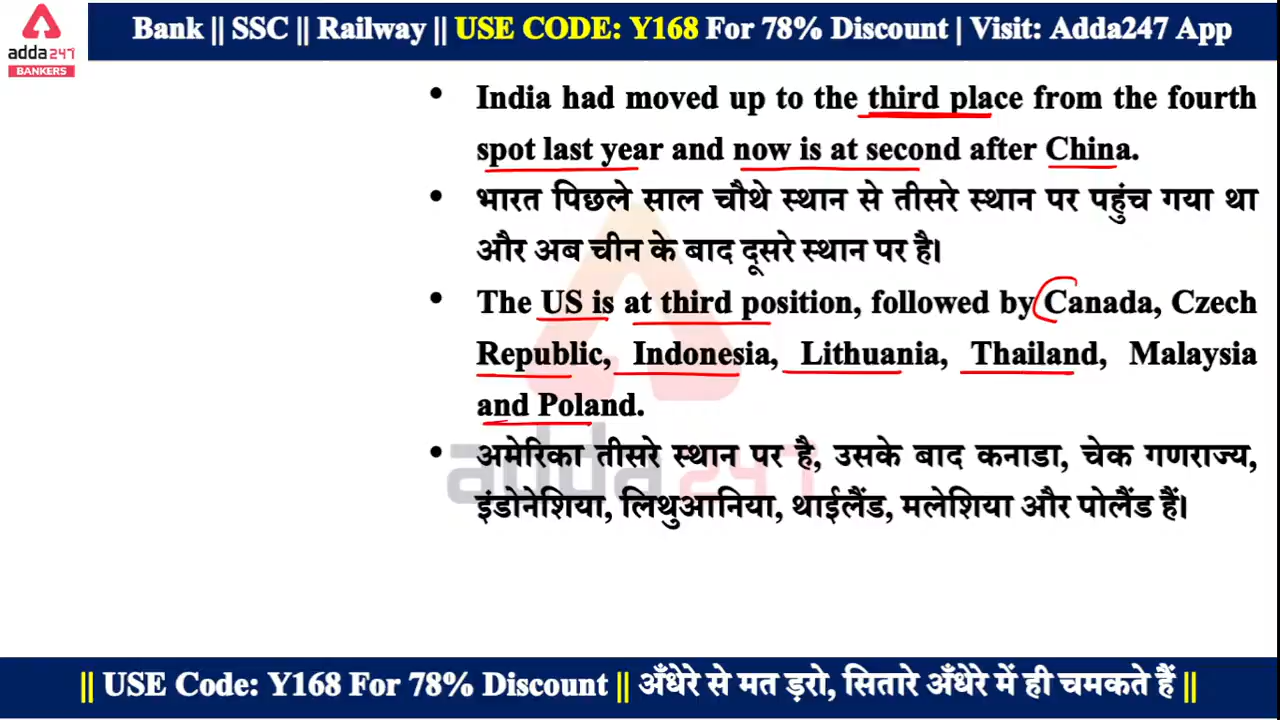 Bank || SSC || Railway || USE CODE: Y168 For 78% Discount | Visit: Adda247 App
adda247
BANKERS
• India had moved up to the third place from the fourth
spot last year and now is at second after China.
• भारत पिछले साल चौथे स्थान से तीसरे स्थान पर पहुंच गया था
और अब चीन के बाद दूसरे स्थान पर है।
• The US is at third position, followed by Canada, Czech
Republic, Indonesia, Lithuania, Thailand, Malaysia
and Poland.
• अमेरिका तीसरे स्थान पर है, उसके बाद कनाडा, चेक गणराज्य,
इंडोनेशिया, लिथुआनिया, थाईलैंड, मलेशिया और पोलैंड हैं।
adda247
|| USE Code: Y168 For 78% Discount || अँधेरे से मत ड़रो, सितारे अँधेरे में ही चमकते हैं ||